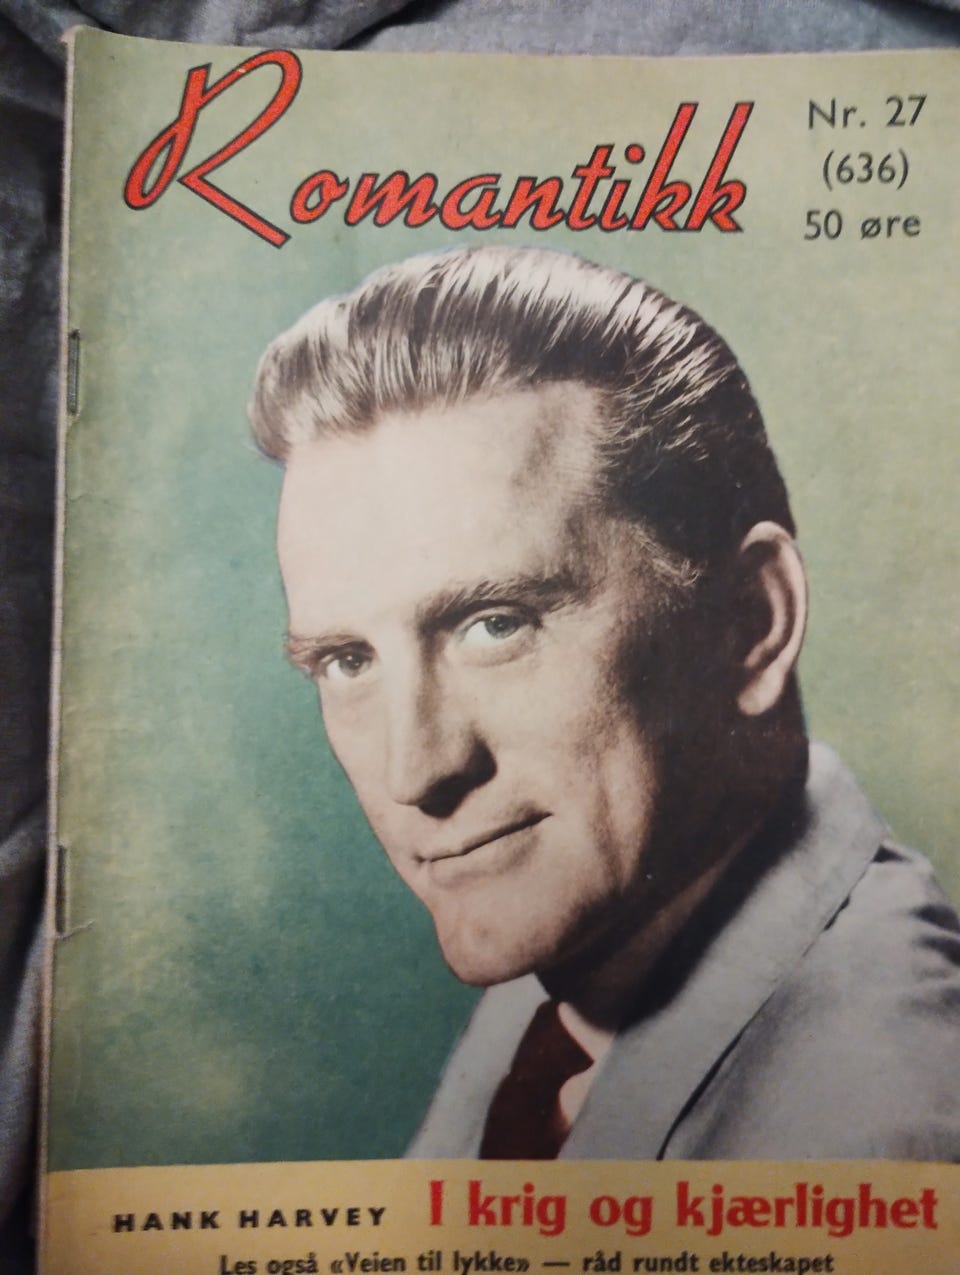 Romantikk
Nr. 27
(636)
50 øre
HANK HARVEY I krig og kjærlighet
Les også «Veien til lykke» — råd rundt ekteskapet